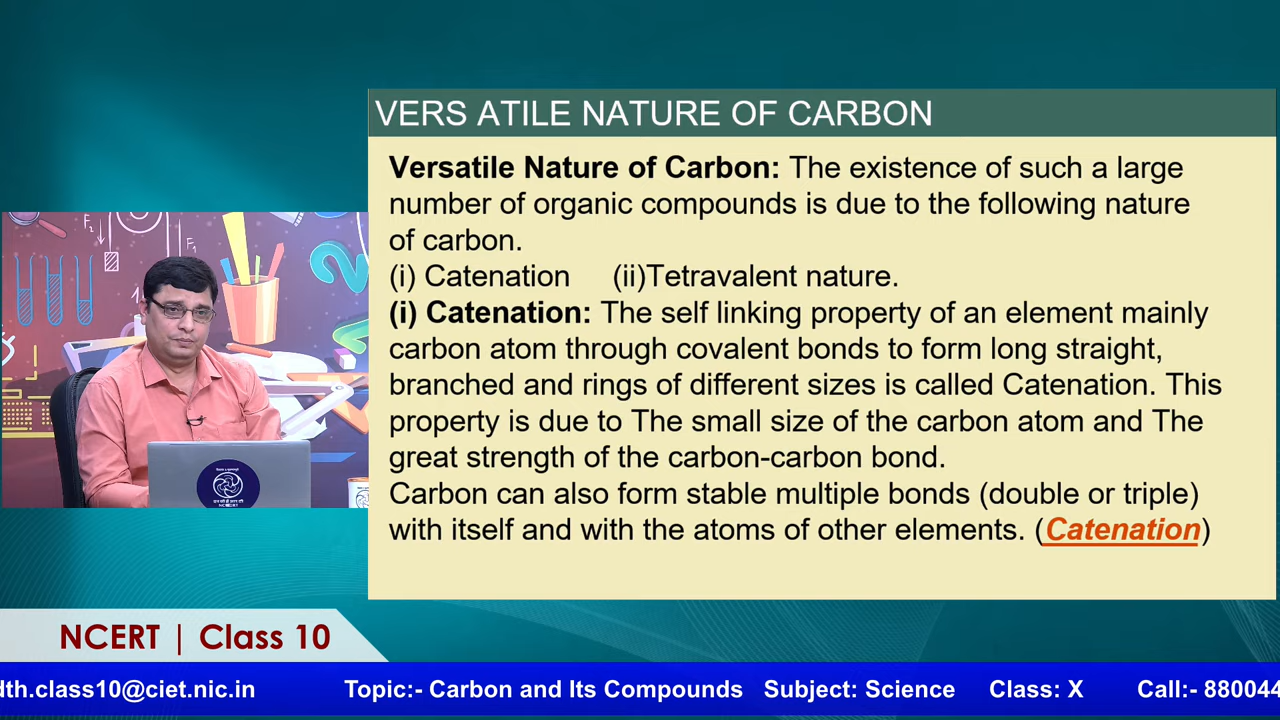 VERS ATILE NATURE OF CARBON
Versatile Nature of Carbon: The existence of such a large
number of organic compounds is due to the following nature
of carbon.
(i) Catenation (ii)Tetravalent nature.
(i) Catenation: The self linking property of an element mainly
carbon atom through covalent bonds to form long straight,
branched and rings of different sizes is called Catenation. This
property is due to The small size of the carbon atom and The
great strength of the carbon-carbon bond.
Carbon can also form stable multiple bonds (double or triple)
with itself and with the atoms of other elements. (Catenation)
F₁
F₁
NCERT
NCERT | Class 10
dth.class10@ciet.nic.in Topic:- Carbon and Its Compounds Subject: Science Class: X Call:- 880044